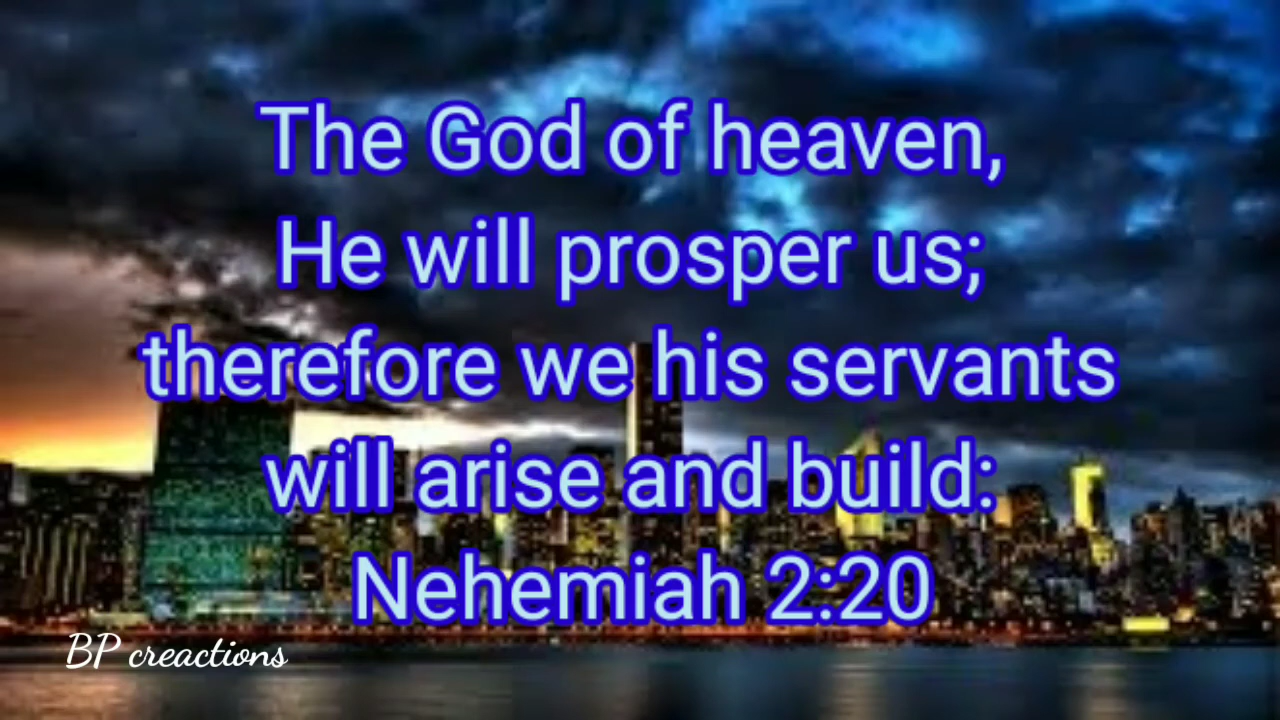 The God of heaven,
He will prosper us;
therefore we his servants
will arise and build:
Nehemiah 2:20
BP creactions